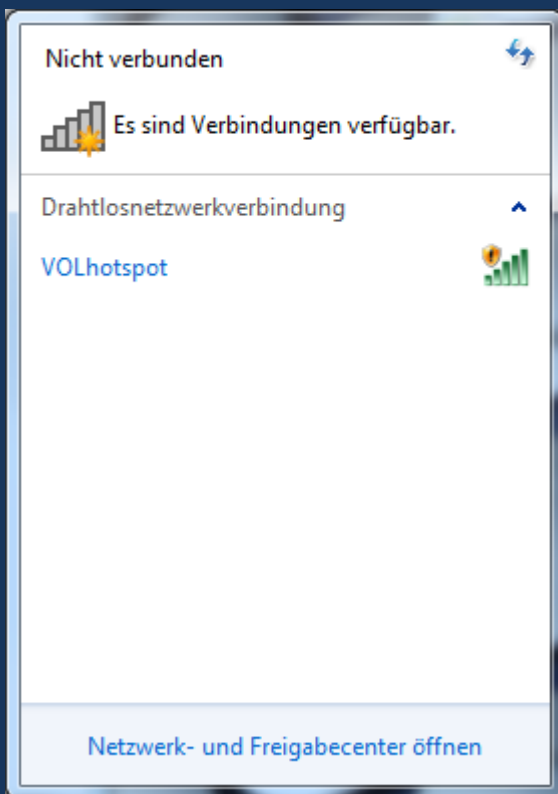 Nicht verbunden
Es sind Verbindungen verfügbar.
Drahtlosnetzwerkverbindung
VOLhotspot
Netzwerk- und Freigabecenter öffnen